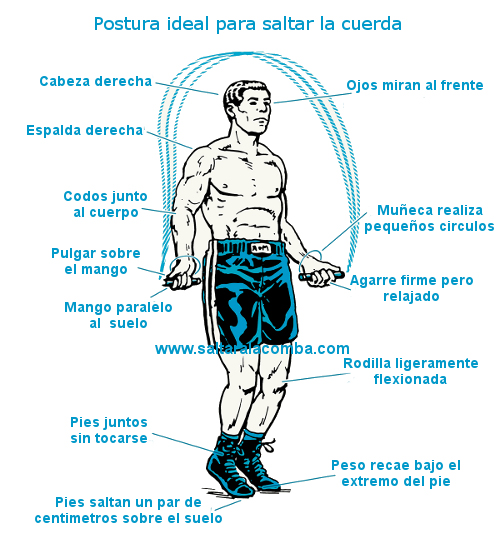 Postura ideal para saltar la cuerda
Cabeza derecha
Ojos miran al frente
Espalda derecha
Codos junto
al cuerpo
Muñeca realiza
pequeños circulos
Pulgar sobre
el mango
Agarre firme pero
relajado
Mango paralelo
al suelo
www.saltaralacomba.com
Rodilla ligeramente
flexionada
Pies juntos
sin tocarse
Peso recae bajo el
extremo del pie
Pies saltan un par de
centimetros sobre el suelo